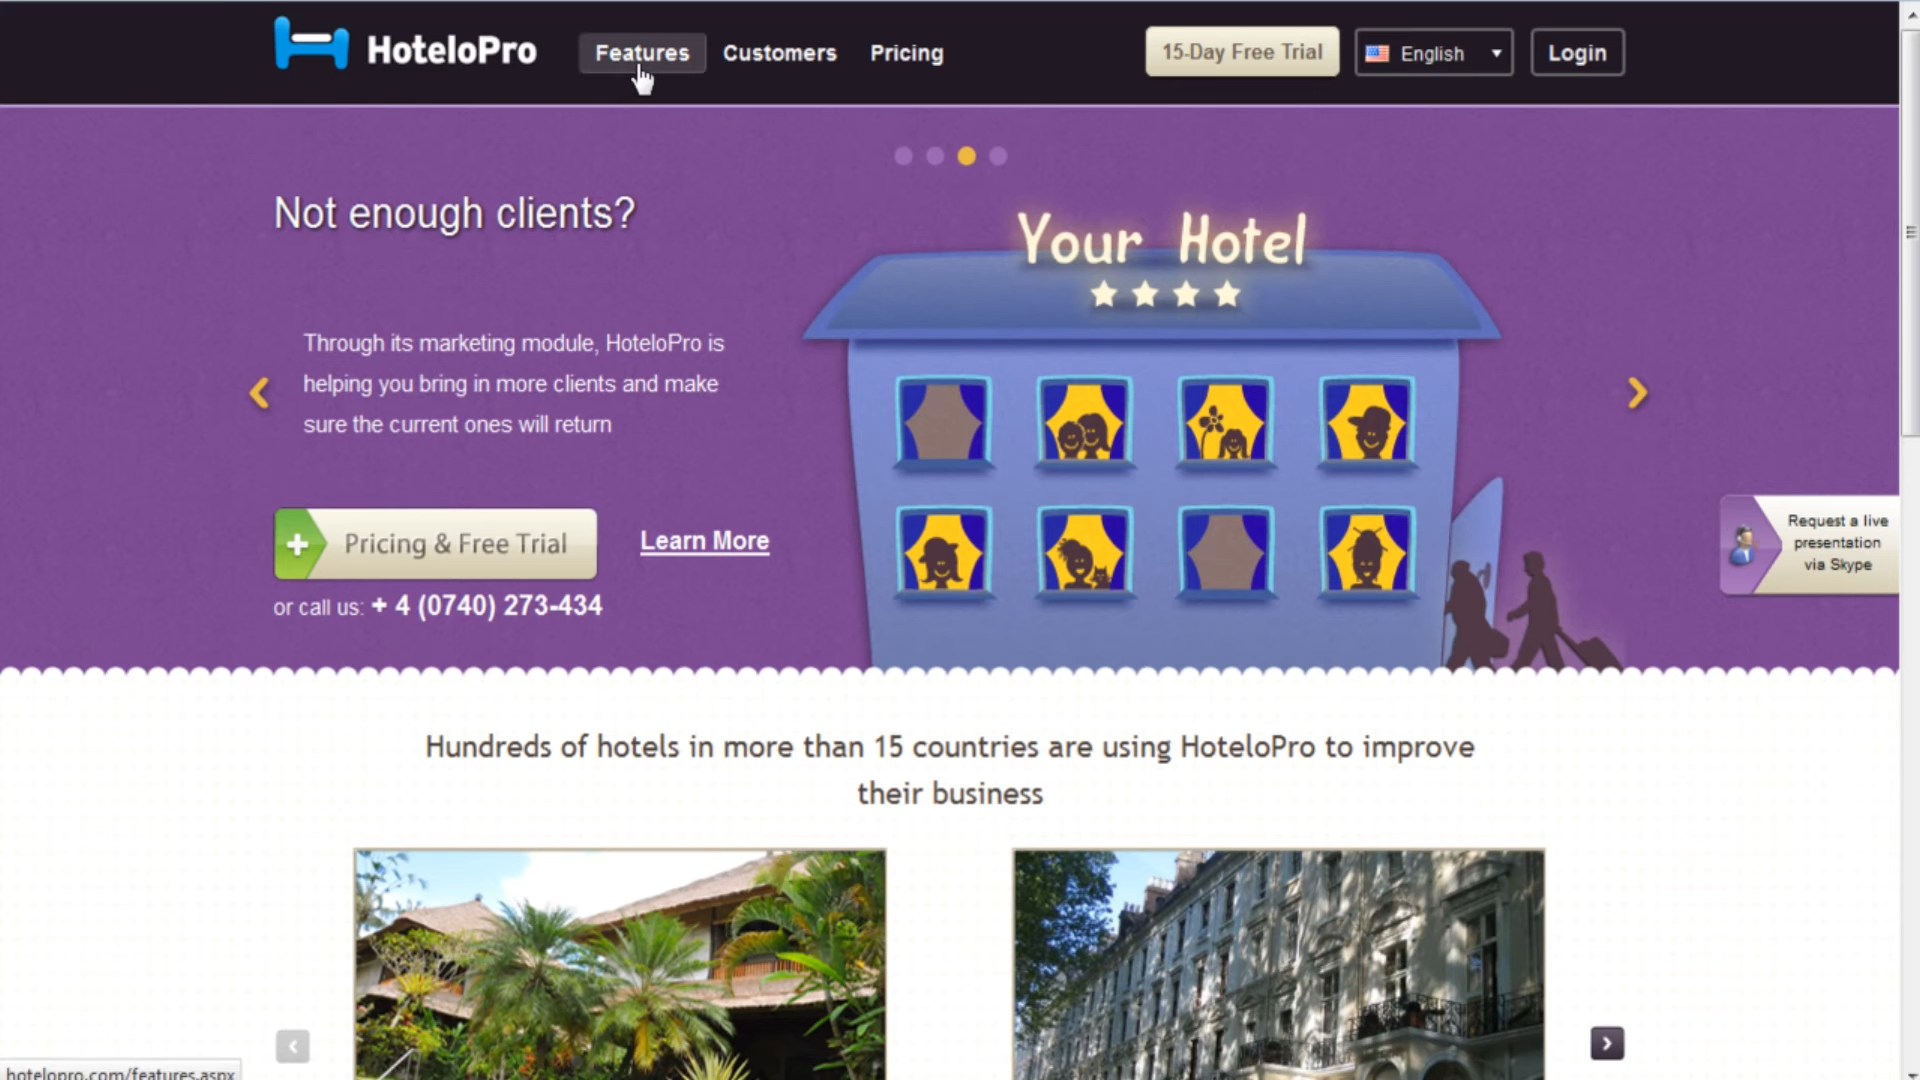 HoteloPro
Features
Customers
Pricing
15-Day Free Trial
English
Login
Not enough clients?
Your Hotel
Through its marketing module, HoteloPro is
helping you bring in more clients and make
sure the current ones will return
Pricing & Free Trial
Learn More
or call us: + 4 (0740) 273-434
Request a live
presentation
via Skype
Hundreds of hotels in more than 15 countries are using HoteloPro to improve
their business
hotelopro.com/features.aspx